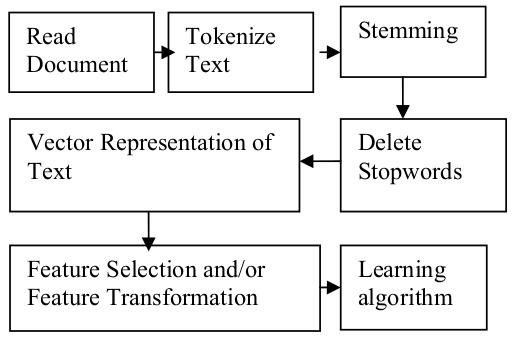 Read
Document
Tokenize
Text
Stemming
Delete
Stopwords
Vector Representation of
Text
Feature Selection and/or
Feature Transformation
Learning
algorithm